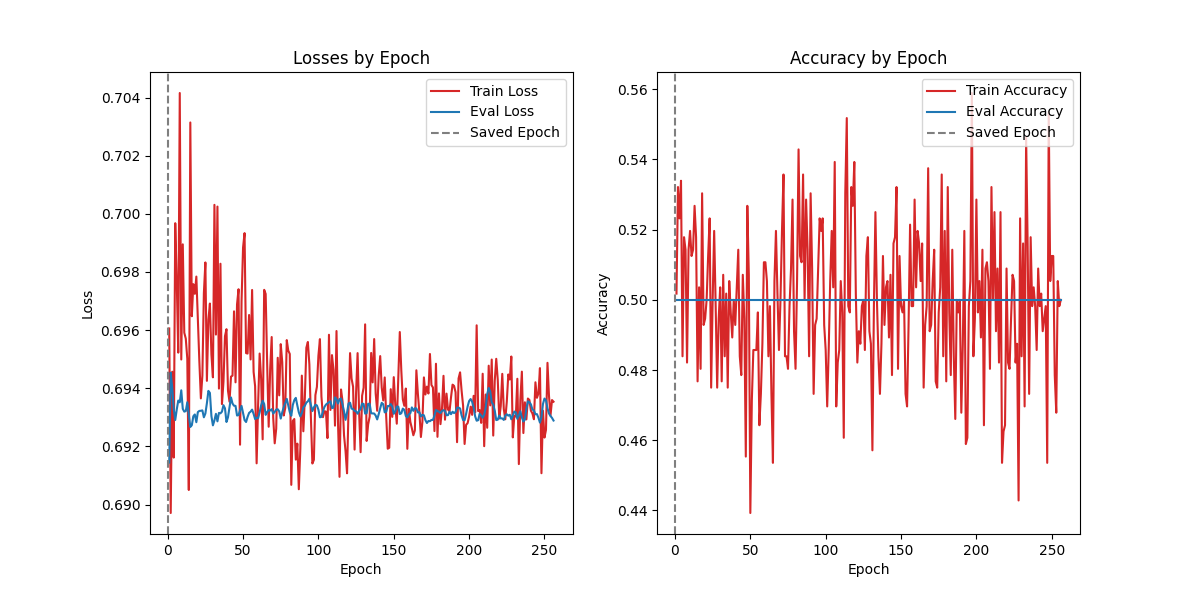 Losses by Epoch
Train Loss
Eval Loss
Saved Epoch
0.704
0.702
0.700
0.698
0.696
0.694
0.692
0.690
Loss
0
50
100
150
200
250
Epoch
Accuracy by Epoch
Train Accuracy
Eval Accuracy
Saved Epoch
0.56
0.54
0.52
0.50
0.48
0.46
0.44
Accuracy
0
50
100
150
200
250
Epoch